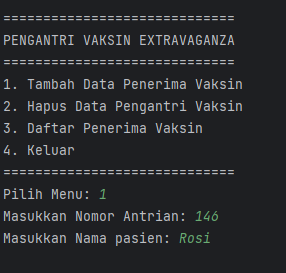 =============================
PENGANTRI VAKSIN EXTRAVAGANZA
=============================
1. Tambah Data Penerima Vaksin
2. Hapus Data Pengantri Vaksin
3. Daftar Penerima Vaksin
4. Keluar
=============================
Pilih Menu: 1
Masukkan Nomor Antrian: 146
Masukkan Nama pasien: Rosi